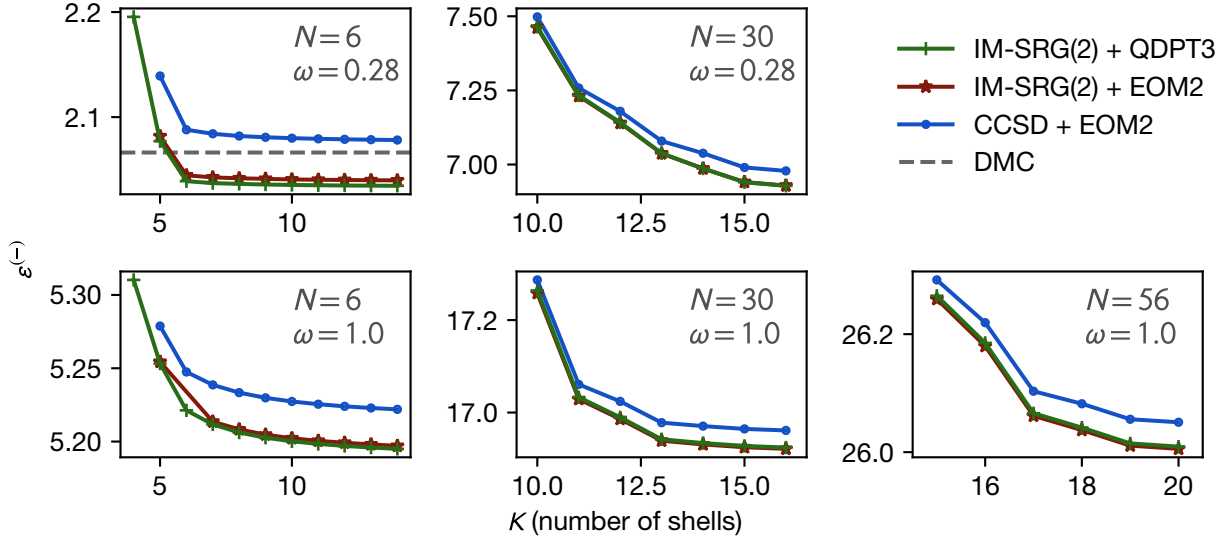 2.2
2.1
5
10
N = 6
ω = 0.28
7.50
7.25
7.00
10.0
12.5
15.0
N = 30
ω = 0.28
IM-SRG(2) + QDPT3
IM-SRG(2) + EOM2
CCSD + EOM2
DMC
ε(−)
5.30
5.25
5.20
5
10
N = 6
ω = 1.0
17.2
17.0
10.0
12.5
15.0
N = 30
ω = 1.0
26.2
26.0
16
18
20
N = 56
ω = 1.0
K (number of shells)